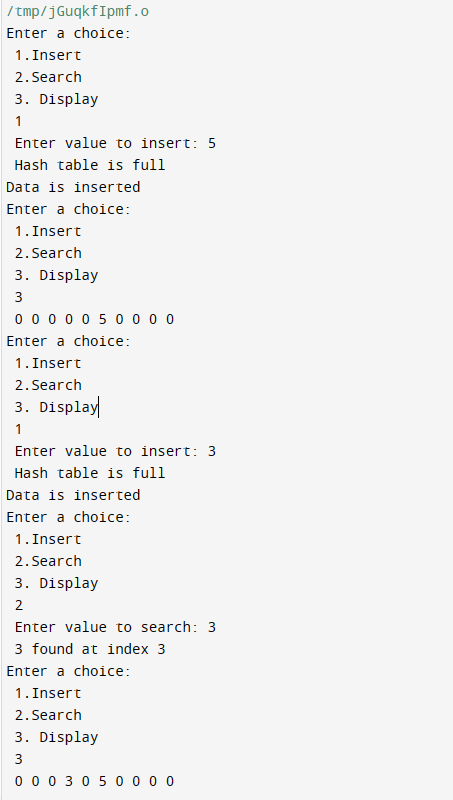 /tmp/jGuqkfIpmf.o
Enter a choice:
1.Insert
2.Search
3. Display
1
Enter value to insert: 5
Hash table is full
Data is inserted
Enter a choice:
1.Insert
2.Search
3. Display
3
0 0 0 0 0 5 0 0 0 0
Enter a choice:
1.Insert
2.Search
3. Display
1
Enter value to insert: 3
Hash table is full
Data is inserted
Enter a choice:
1.Insert
2.Search
3. Display
2
Enter value to search: 3
3 found at index 3
Enter a choice:
1.Insert
2.Search
3. Display
3
0 0 0 3 0 5 0 0 0 0